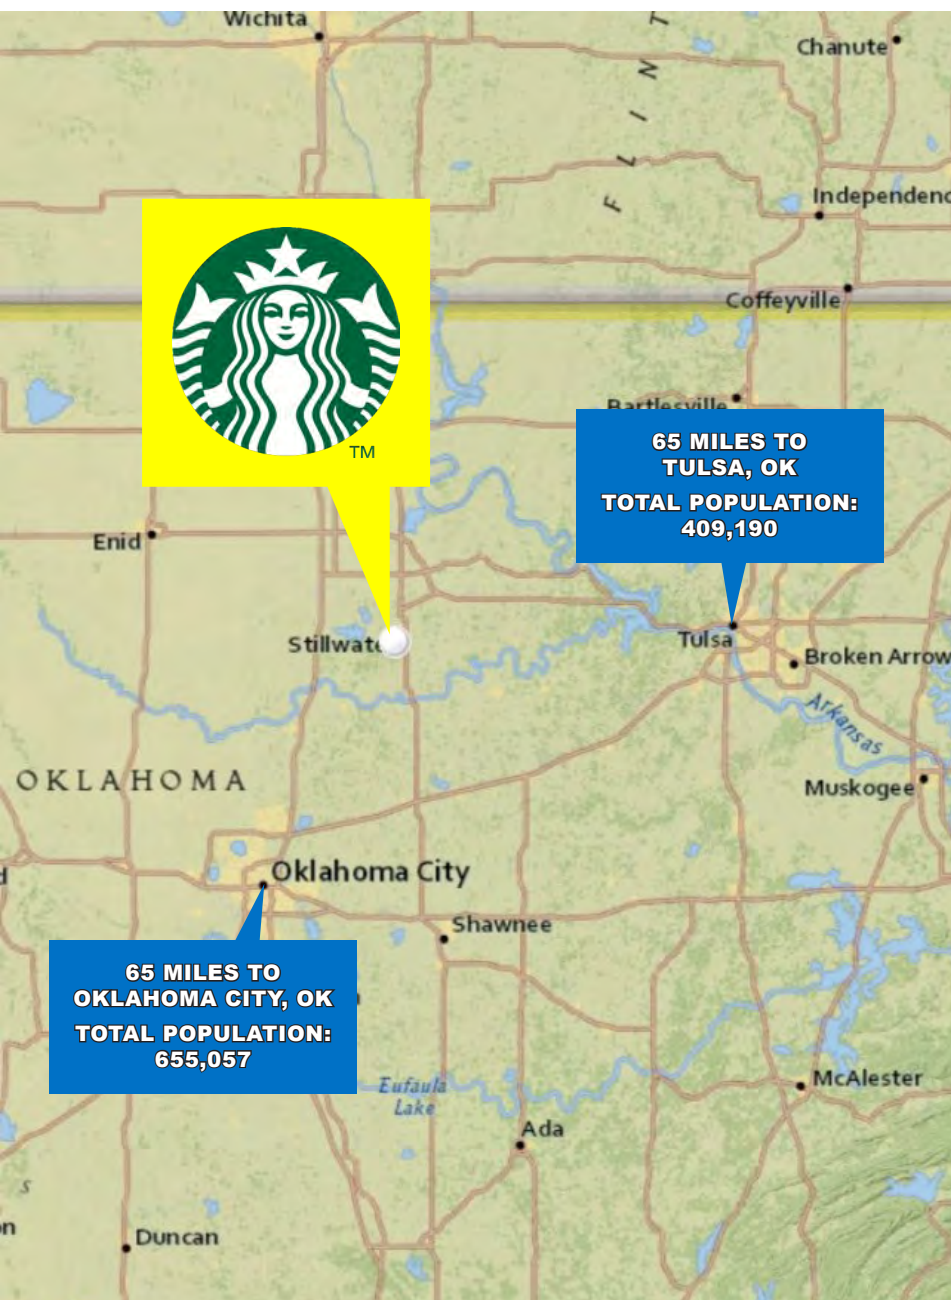 Wichita
Chanute
F L I N T
Independenc
Coffeyville
TM
Bartlesville
65 MILES TO
TULSA, OK
TOTAL POPULATION:
409,190
Enid
Stillwate
Tulsa
Broken Arrow
Arkansas
OKLAHOMA
Muskogee
Oklahoma City
Shawnee
65 MILES TO
OKLAHOMA CITY, OK
TOTAL POPULATION:
655,057
Eufaula
Lake
McAlester
Ada
s
Duncan